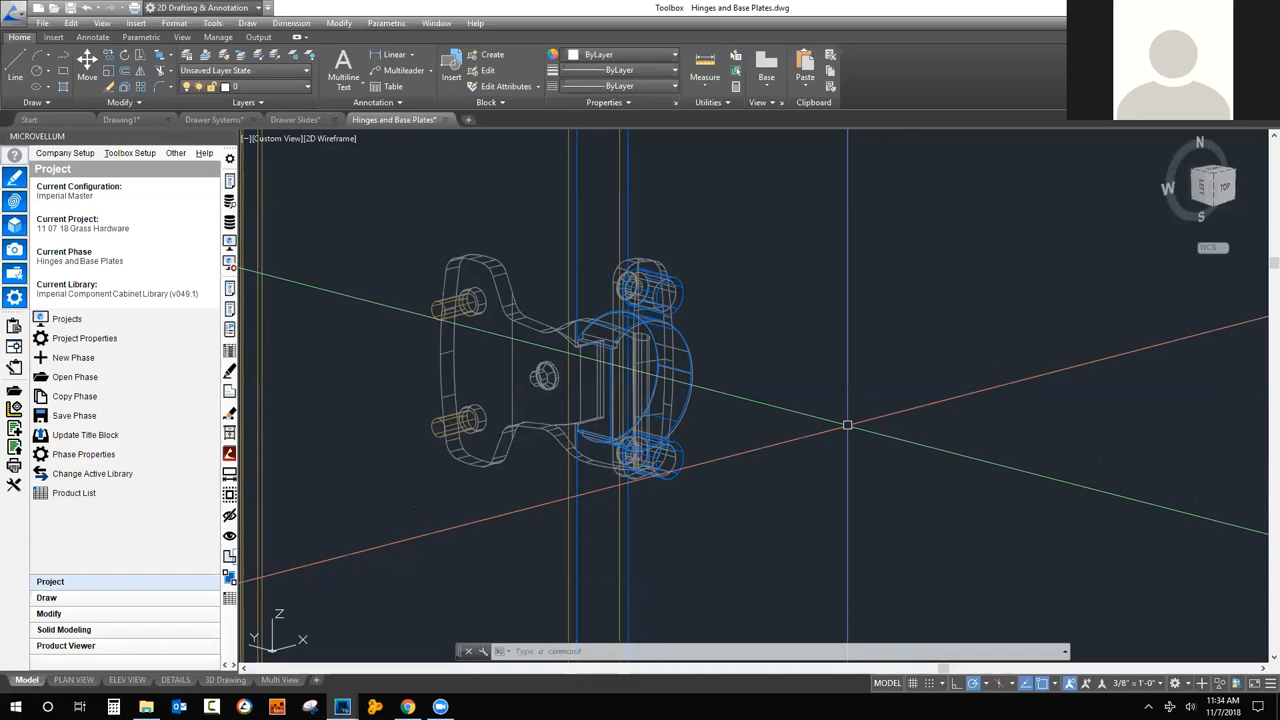 2D Drafting & Annotation
Toolbox Hinges and Base Plates.dwg
File Edit View Insert Format Tools Draw Dimension Modify Parametric Window Help
Home Insert Annotate Parametric View Manage Output
Line
Move
Unsaved Layer State
0
Multiline
Text
Linear
Multileader
Table
Insert
Create
Edit
Edit Attributes
ByLayer
ByLayer
ByLayer
Measure
Base
Paste
Draw Modify Layers Annotation Block Properties Utilities View Clipboard
Start Drawing1* Drawer Systems* Drawer Slides* Hinges and Base Plates*
MICROVELLUM
[−][Custom View][2D Wireframe]
Company Setup Toolbox Setup Other Help
Project
Current Configuration:
Imperial Master
Current Project:
11 07 18 Grass Hardware
Current Phase
Hinges and Base Plates
Current Library:
Imperial Component Cabinet Library (v049.1)
Projects
Project Properties
New Phase
Open Phase
Copy Phase
Save Phase
Update Title Block
Phase Properties
Change Active Library
Product List
Project
Draw
Modify
Solid Modeling
Product Viewer
N
W
S
LEFT
TOP
WCS
Z
Y
X
Type a command
Model PLAN VIEW ELEV VIEW DETAILS 3D Drawing Multi View
MODEL
3/8" = 1'-0"
11:34 AM
11/7/2018